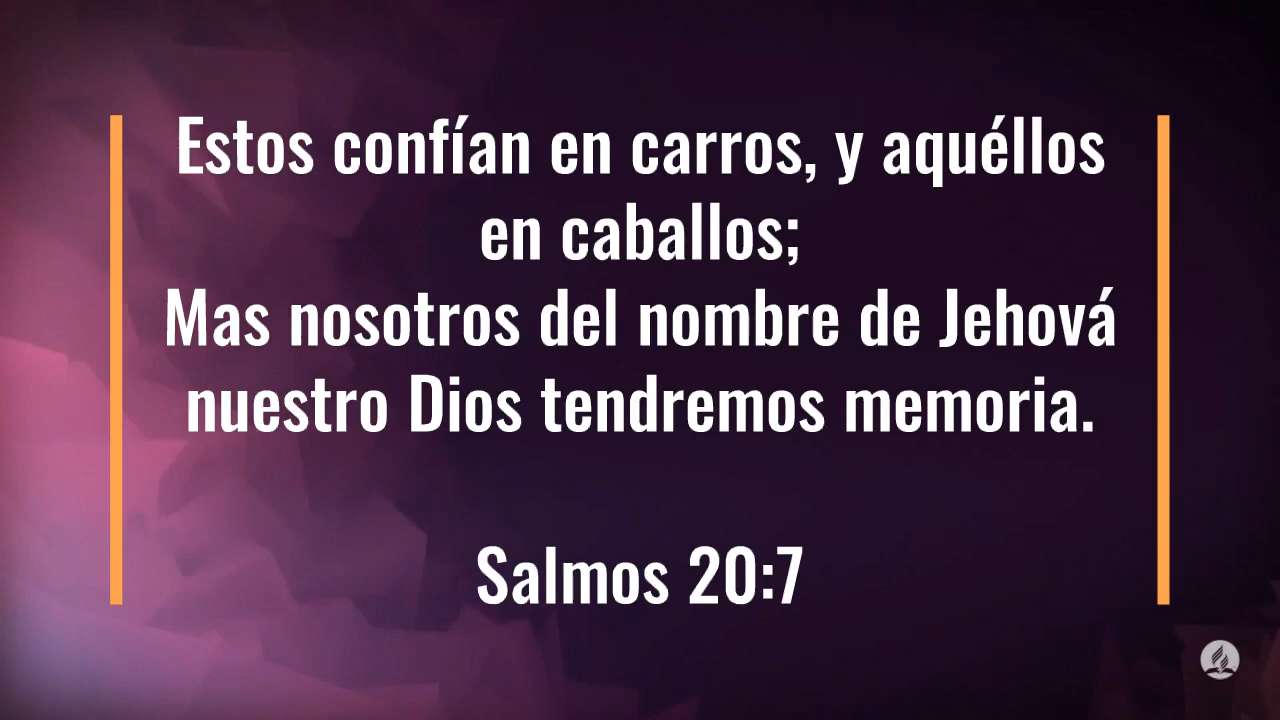 Estos confían en carros, y aquéllos
en caballos;
Mas nosotros del nombre de Jehová
nuestro Dios tendremos memoria.
Salmos 20:7